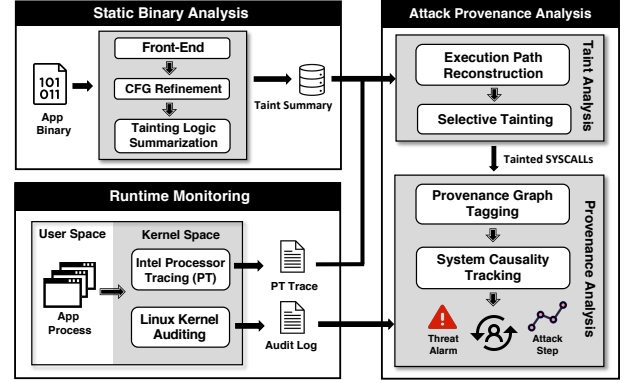 Static Binary Analysis
101
011
App
Binary
Front-End
CFG Refinement
Tainting Logic
Summarization
Taint Summary
Runtime Monitoring
User Space
Kernel Space
App
Process
Intel Processor
Tracing (PT)
Linux Kernel
Auditing
PT Trace
Audit Log
Attack Provenance Analysis
Execution Path
Reconstruction
Selective Tainting
Taint Analysis
Tainted SYSCALLs
Provenance Graph
Tagging
System Causality
Tracking
Threat
Alarm
Attack
Step
Provenance Analysis